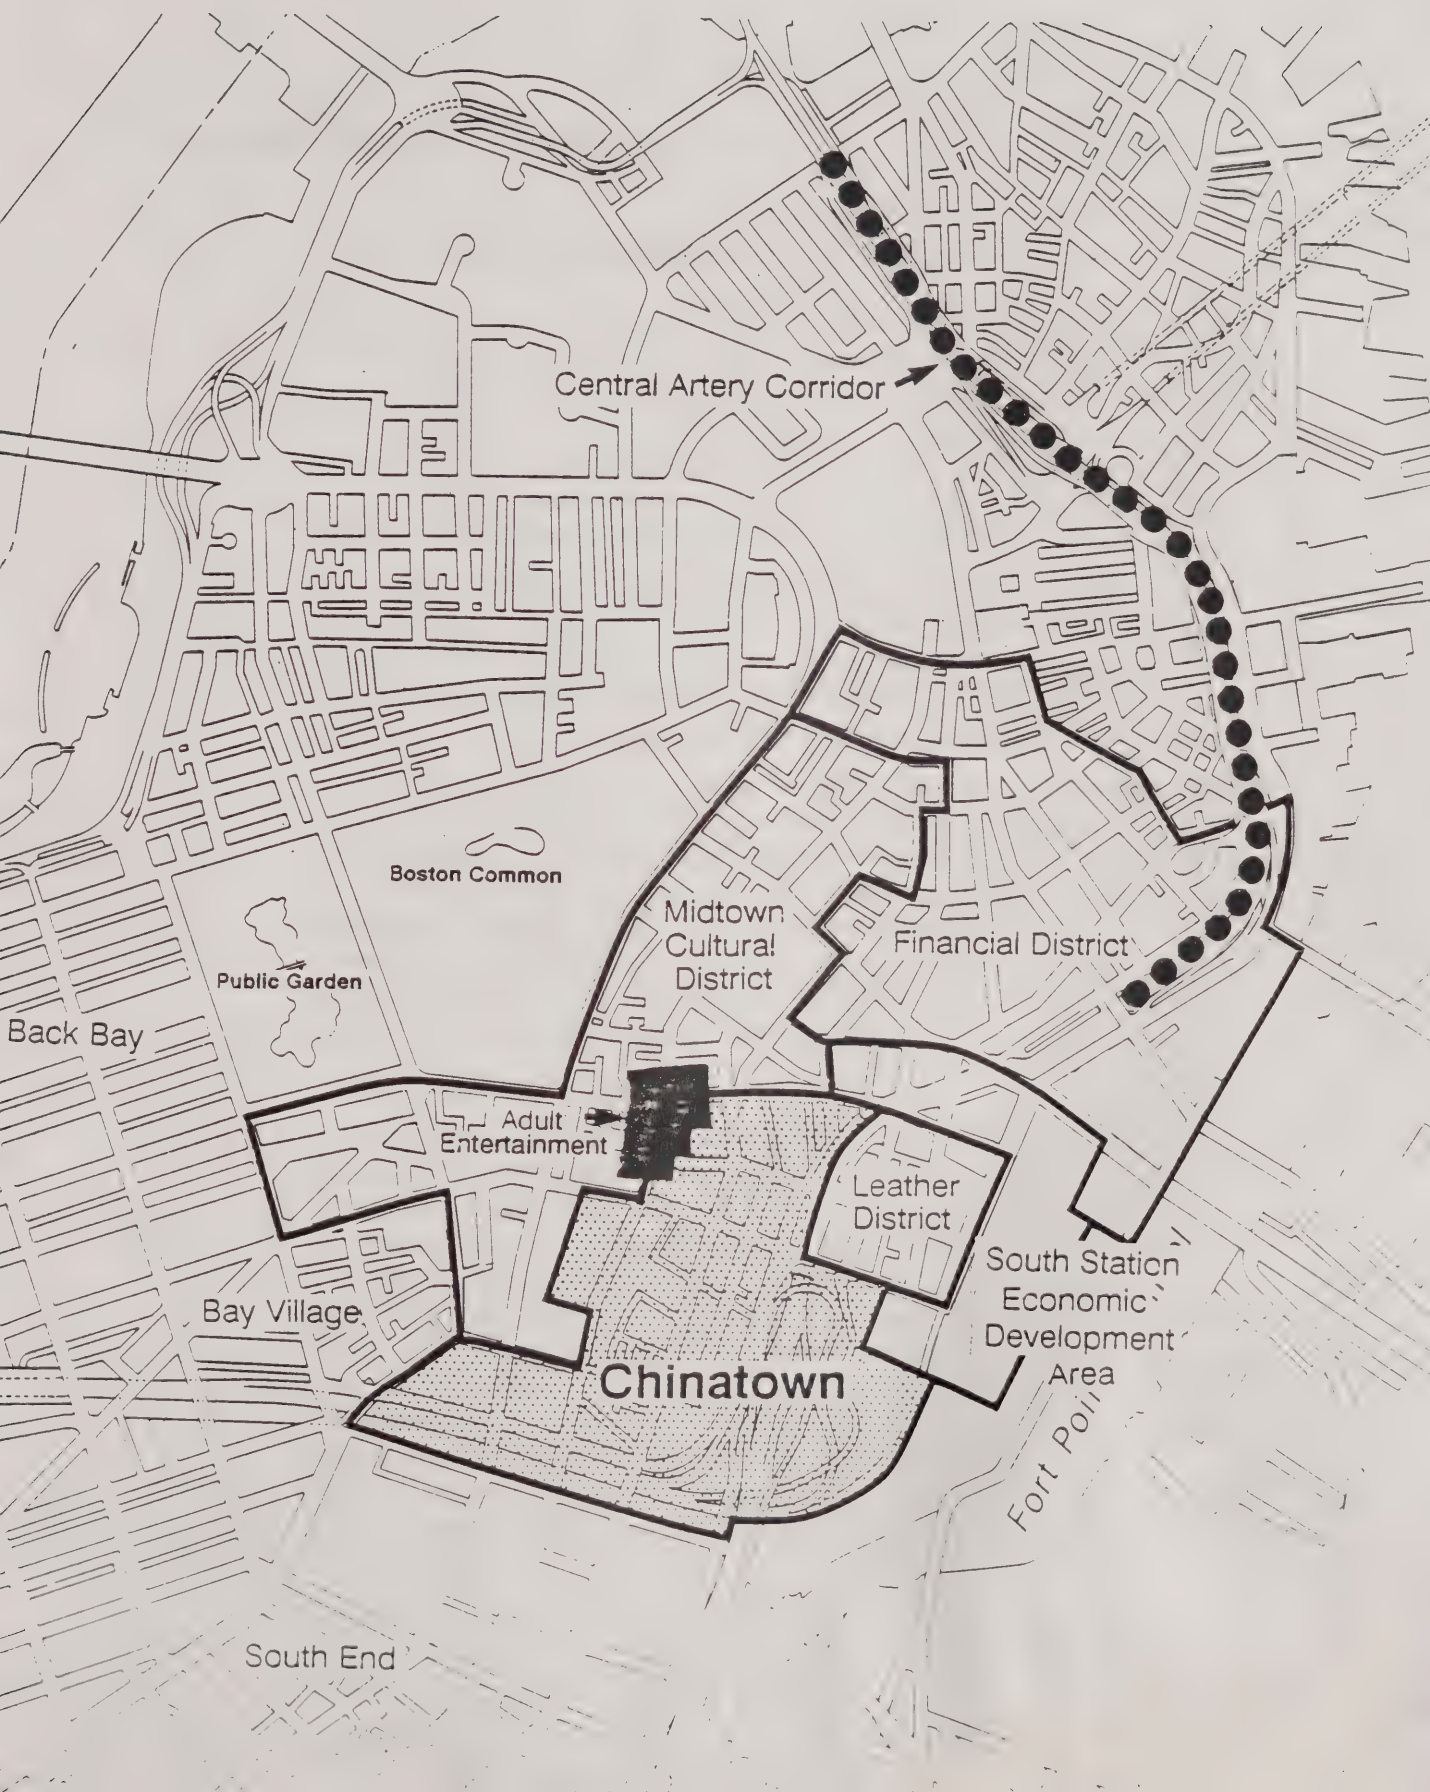 Central Artery Corridor
Boston Common
Midtown
Cultural
District
Financial District
Public Garden
Back Bay
Adult
Entertainment
Leather
District
South Station
Economic
Development
Area
Bay Village
Chinatown
Fort
South End